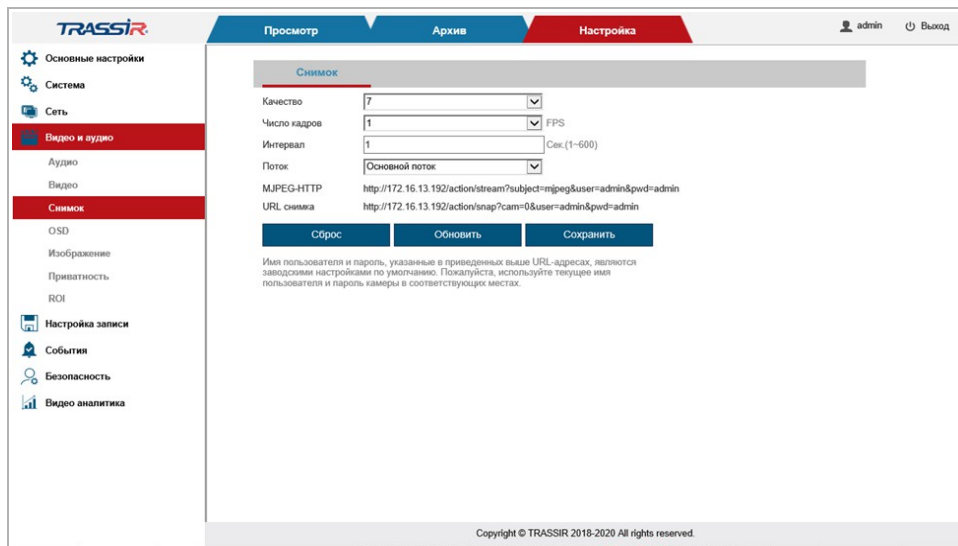 TRASSIR
Просмотр
Архив
Настройка
admin
Выход
Основные настройки
Система
Сеть
Видео и аудио
Аудио
Видео
Снимок
OSD
Изображение
Приватность
ROI
Настройка записи
События
Безопасность
Видео аналитика
Снимок
Качество 7
Число кадров 1 FPS
Интервал 1 Сек.(1~600)
Поток Основной поток
MJPEG-HTTP http://172.16.13.192/action/stream?subject=mjpeg&user=admin&pwd=admin
URL снимка http://172.16.13.192/action/snap?cam=0&user=admin&pwd=admin
Сброс Обновить Сохранить
Имя пользователя и пароль, указанные в приведенных выше URL-адресах, являются
заводскими настройками по умолчанию. Пожалуйста, используйте текущее имя
пользователя и пароль камеры в соответствующих местах.
Copyright © TRASSIR 2018-2020 All rights reserved.